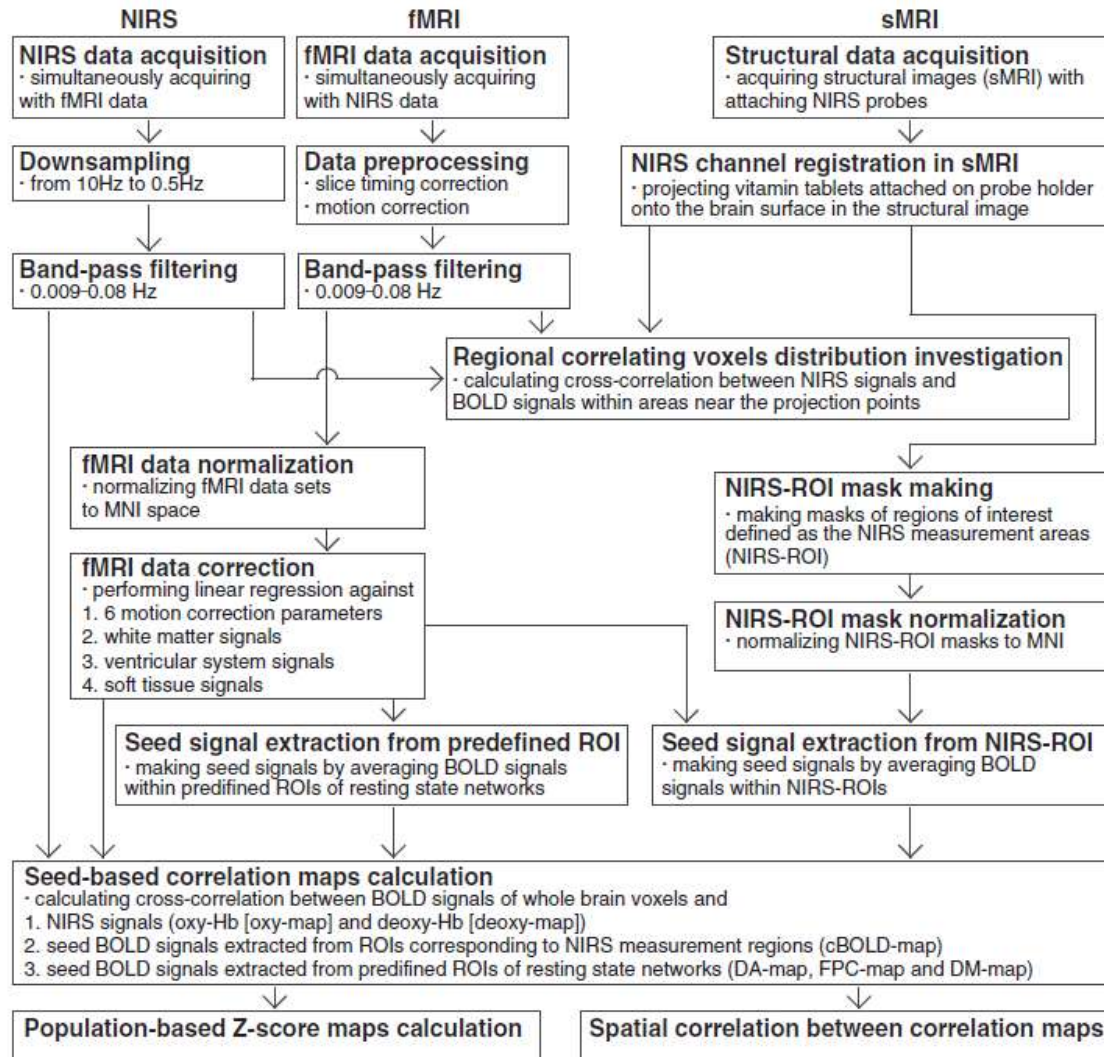 NIRS
fMRI
sMRI
NIRS data acquisition
· simultaneously acquiring
with fMRI data
fMRI data acquisition
· simultaneously acquiring
with NIRS data
Structural data acquisition
· acquiring structural images (sMRI) with
attaching NIRS probes
Downsampling
· from 10Hz to 0.5Hz
Data preprocessing
· slice timing correction
· motion correction
NIRS channel registration in sMRI
· projecting vitamin tablets attached on probe holder
onto the brain surface in the structural image
Band-pass filtering
· 0.009-0.08 Hz
Band-pass filtering
· 0.009-0.08 Hz
Regional correlating voxels distribution investigation
· calculating cross-correlation between NIRS signals and
BOLD signals within areas near the projection points
fMRI data normalization
· normalizing fMRI data sets
to MNI space
NIRS-ROI mask making
· making masks of regions of interest
defined as the NIRS measurement areas
(NIRS-ROI)
fMRI data correction
· performing linear regression against
1. 6 motion correction parameters
2. white matter signals
3. ventricular system signals
4. soft tissue signals
NIRS-ROI mask normalization
· normalizing NIRS-ROI masks to MNI
Seed signal extraction from predefined ROI
· making seed signals by averaging BOLD signals
within predifined ROIs of resting state networks
Seed signal extraction from NIRS-ROI
· making seed signals by averaging BOLD
signals within NIRS-ROIs
Seed-based correlation maps calculation
· calculating cross-correlation between BOLD signals of whole brain voxels and
1. NIRS signals (oxy-Hb [oxy-map] and deoxy-Hb [deoxy-map])
2. seed BOLD signals extracted from ROIs corresponding to NIRS measurement regions (cBOLD-map)
3. seed BOLD signals extracted from predifined ROIs of resting state networks (DA-map, FPC-map and DM-map)
Population-based Z-score maps calculation
Spatial correlation between correlation maps